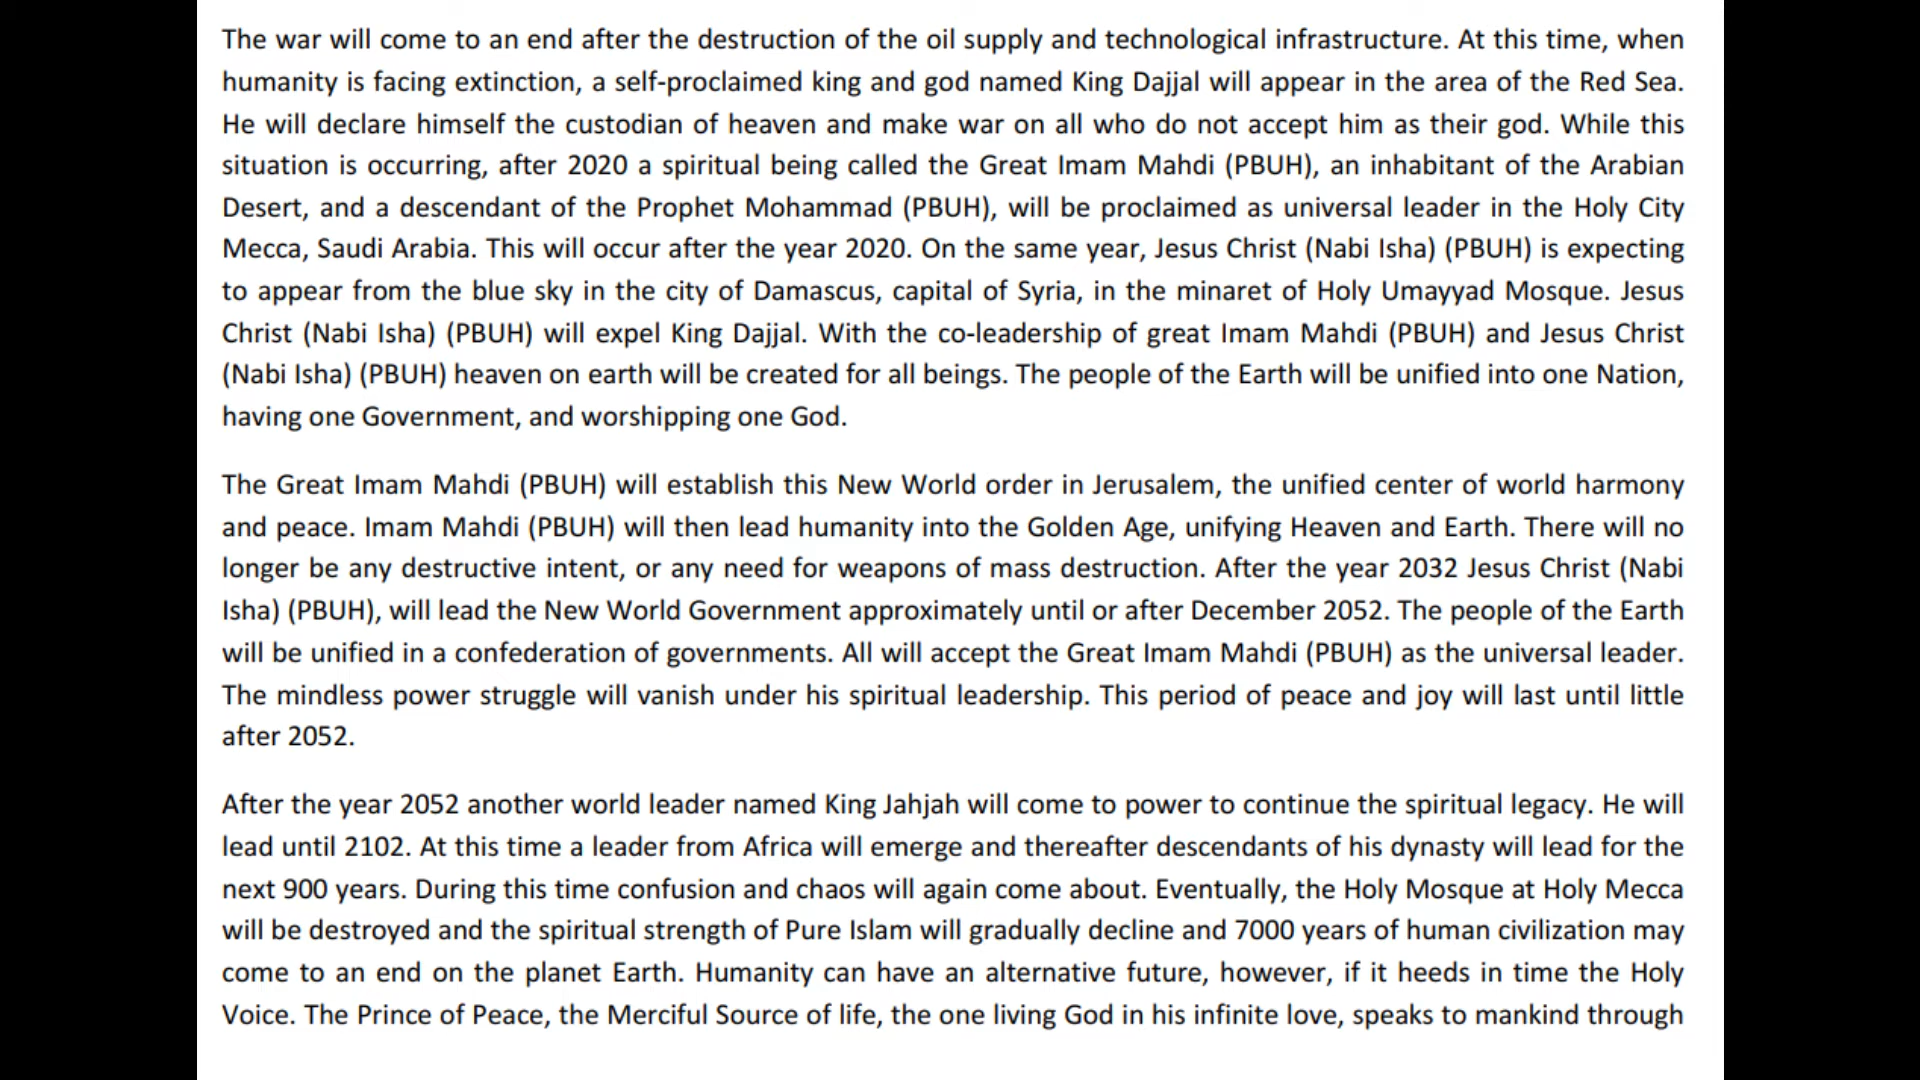 The war will come to an end after the destruction of the oil supply and technological infrastructure. At this time, when
humanity is facing extinction, a self-proclaimed king and god named King Dajjal will appear in the area of the Red Sea.
He will declare himself the custodian of heaven and make war on all who do not accept him as their god. While this
situation is occurring, after 2020 a spiritual being called the Great Imam Mahdi (PBUH), an inhabitant of the Arabian
Desert, and a descendant of the Prophet Mohammad (PBUH), will be proclaimed as universal leader in the Holy City
Mecca, Saudi Arabia. This will occur after the year 2020. On the same year, Jesus Christ (Nabi Isha) (PBUH) is expecting
to appear from the blue sky in the city of Damascus, capital of Syria, in the minaret of Holy Umayyad Mosque. Jesus
Christ (Nabi Isha) (PBUH) will expel King Dajjal. With the co-leadership of great Imam Mahdi (PBUH) and Jesus Christ
(Nabi Isha) (PBUH) heaven on earth will be created for all beings. The people of the Earth will be unified into one Nation,
having one Government, and worshipping one God.
The Great Imam Mahdi (PBUH) will establish this New World order in Jerusalem, the unified center of world harmony
and peace. Imam Mahdi (PBUH) will then lead humanity into the Golden Age, unifying Heaven and Earth. There will no
longer be any destructive intent, or any need for weapons of mass destruction. After the year 2032 Jesus Christ (Nabi
Isha) (PBUH), will lead the New World Government approximately until or after December 2052. The people of the Earth
will be unified in a confederation of governments. All will accept the Great Imam Mahdi (PBUH) as the universal leader.
The mindless power struggle will vanish under his spiritual leadership. This period of peace and joy will last until little
after 2052.
After the year 2052 another world leader named King Jahjah will come to power to continue the spiritual legacy. He will
lead until 2102. At this time a leader from Africa will emerge and thereafter descendants of his dynasty will lead for the
next 900 years. During this time confusion and chaos will again come about. Eventually, the Holy Mosque at Holy Mecca
will be destroyed and the spiritual strength of Pure Islam will gradually decline and 7000 years of human civilization may
come to an end on the planet Earth. Humanity can have an alternative future, however, if it heeds in time the Holy
Voice. The Prince of Peace, the Merciful Source of life, the one living God in his infinite love, speaks to mankind through